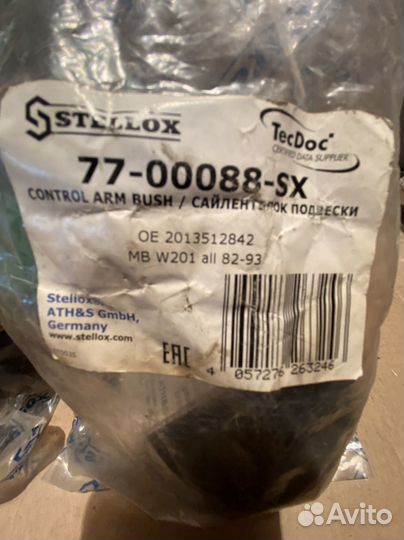 STELLOX
TecDoc
CERTIFIED DATA SUPPLIER
77-00088-SX
CONTROL ARM BUSH / САЙЛЕНТБЛОК ПОДВЕСКИ
OE 2013512842
MB W201 all 82-93
Stellox
ATH&S GmbH,
Germany
www.stellox.com
EAC
4 057276 263246
Avito